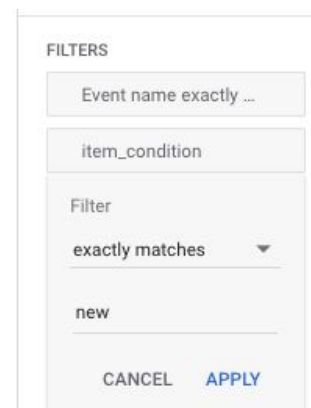 FILTERS
Event name exactly ...
item_condition
Filter
exactly matches
new
CANCEL APPLY